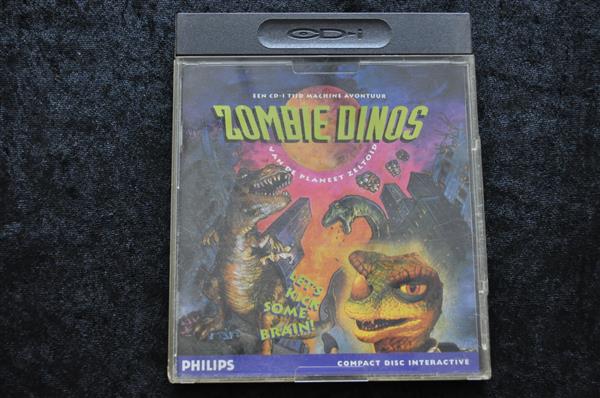 CD-i
EEN CD-I TIJD MACHINE AVONTUUR
ZOMBIE DINOS
VAN DE PLANEET ZELTOID
LET'S
KICK
SOME
BRAIN!
PHILIPS
COMPACT DISC INTERACTIVE